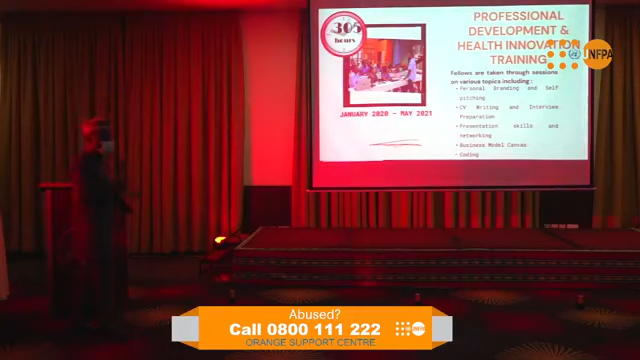 305
hours
JANUARY 2020 - MAY 2021
PROFESSIONAL
DEVELOPMENT &
HEALTH INNOVATION
TRAINING
Fellows are taken through sessions
on various topics including:
• Personal Branding and Self
pitching
• CV Writing and Interview
Preparation
• Presentation skills and
networking
• Business Model Canvas
• Coding
UNFPA
Abused?
Call 0800 111 222
UNFPA
ORANGE SUPPORT CENTRE